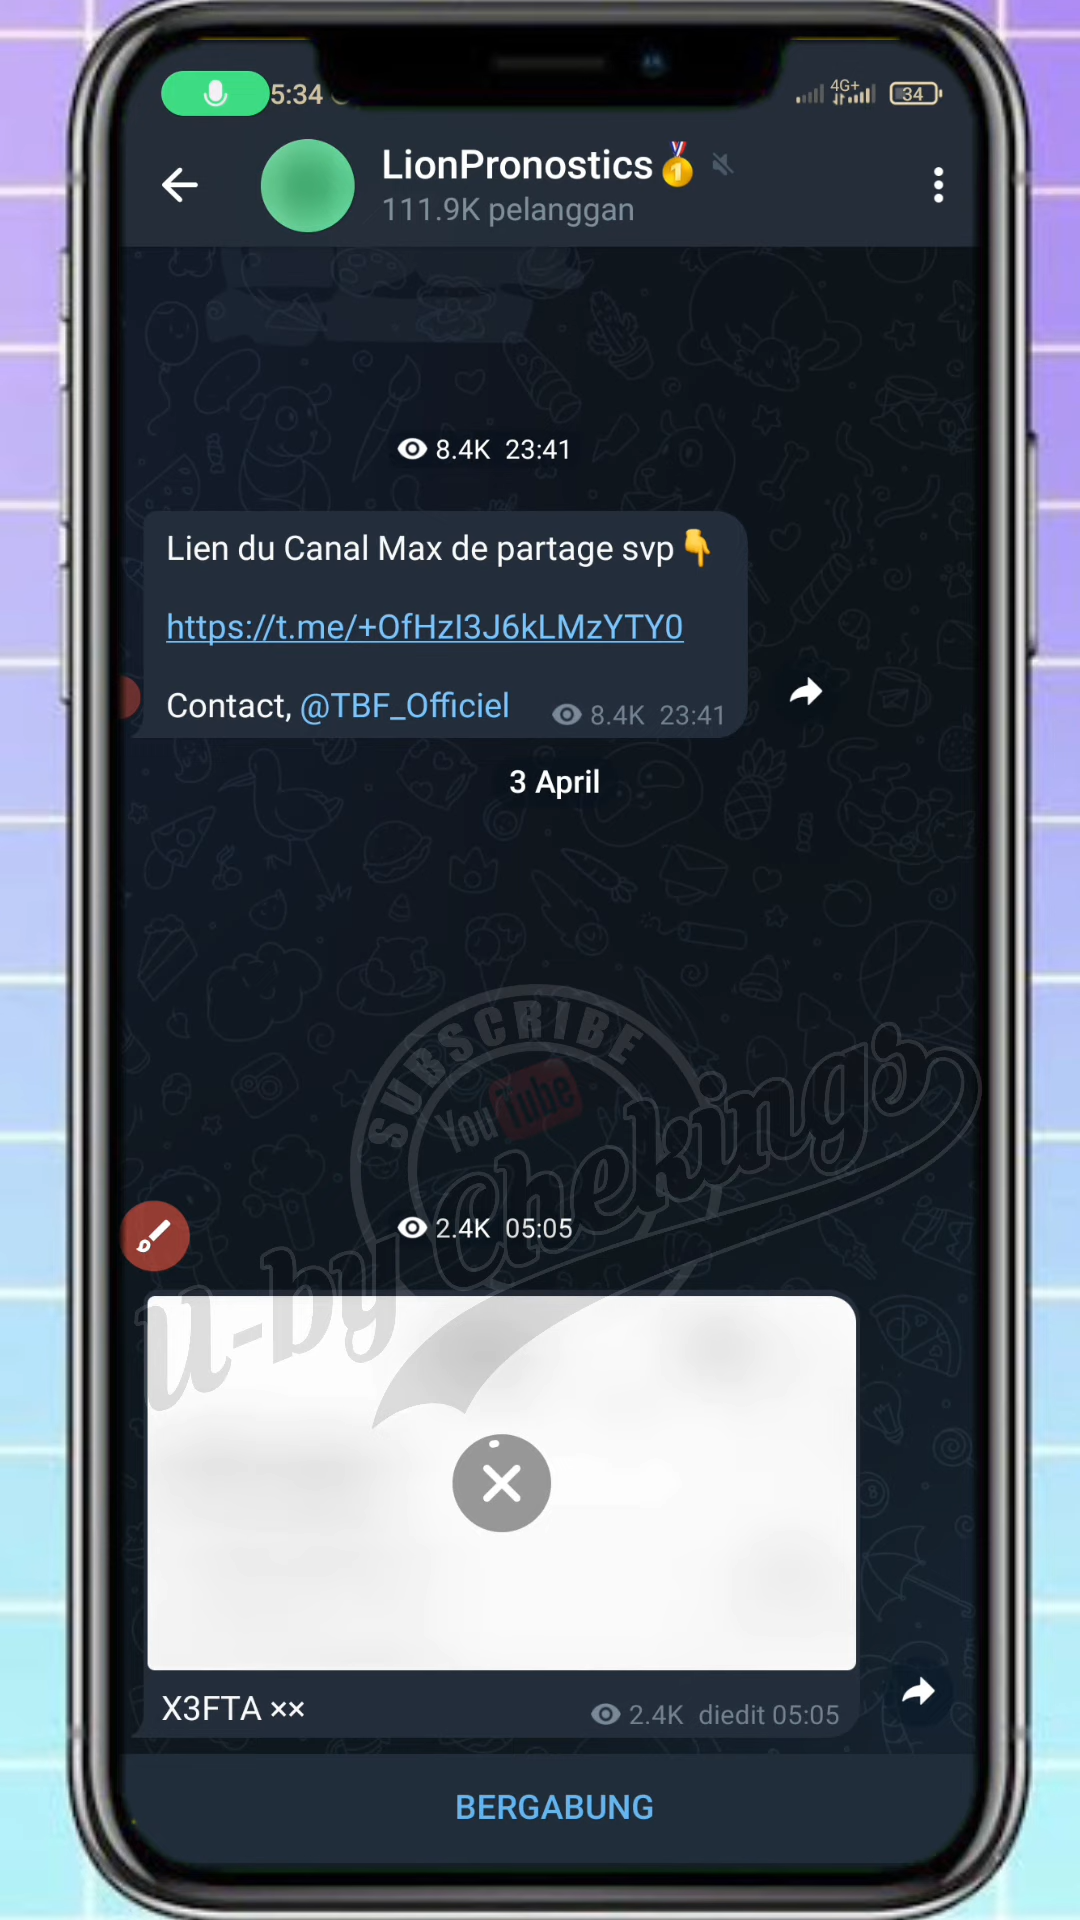 5:34
4G+
34
LionPronostics🥇
111.9K pelanggan
8.4K 23:41
Lien du Canal Max de partage svp👇
https://t.me/+OfHzI3J6kLMzYTY0
Contact, @TBF_Officiel 8.4K 23:41
3 April
SUBSCRIBE
YouTube
U-by Chekings
2.4K 05:05
X3FTA ××
2.4K diedit 05:05
BERGABUNG